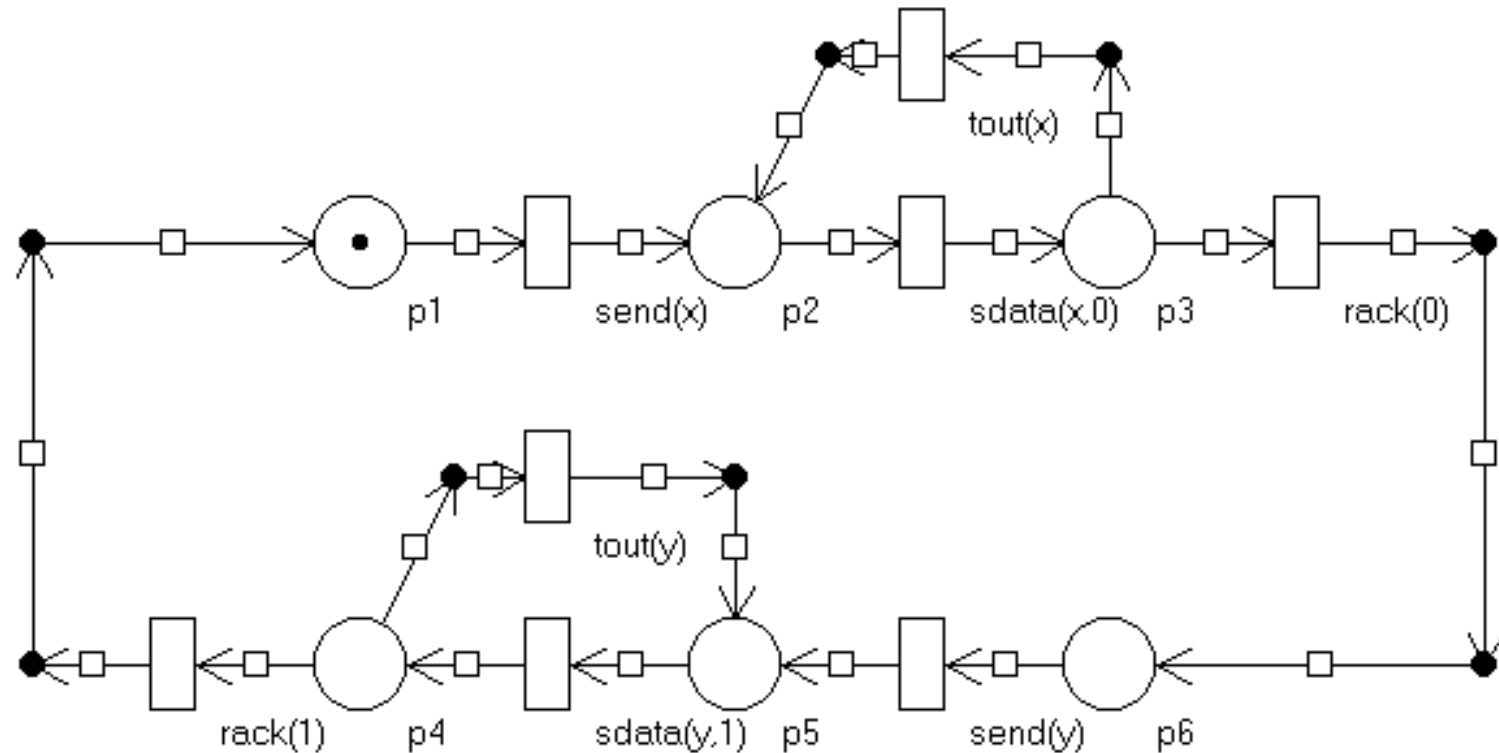 tout(x)
p1
send(x)
p2
sdata(x,0)
p3
rack(0)
tout(y)
rack(1)
p4
sdata(y,1)
p5
send(y)
p6